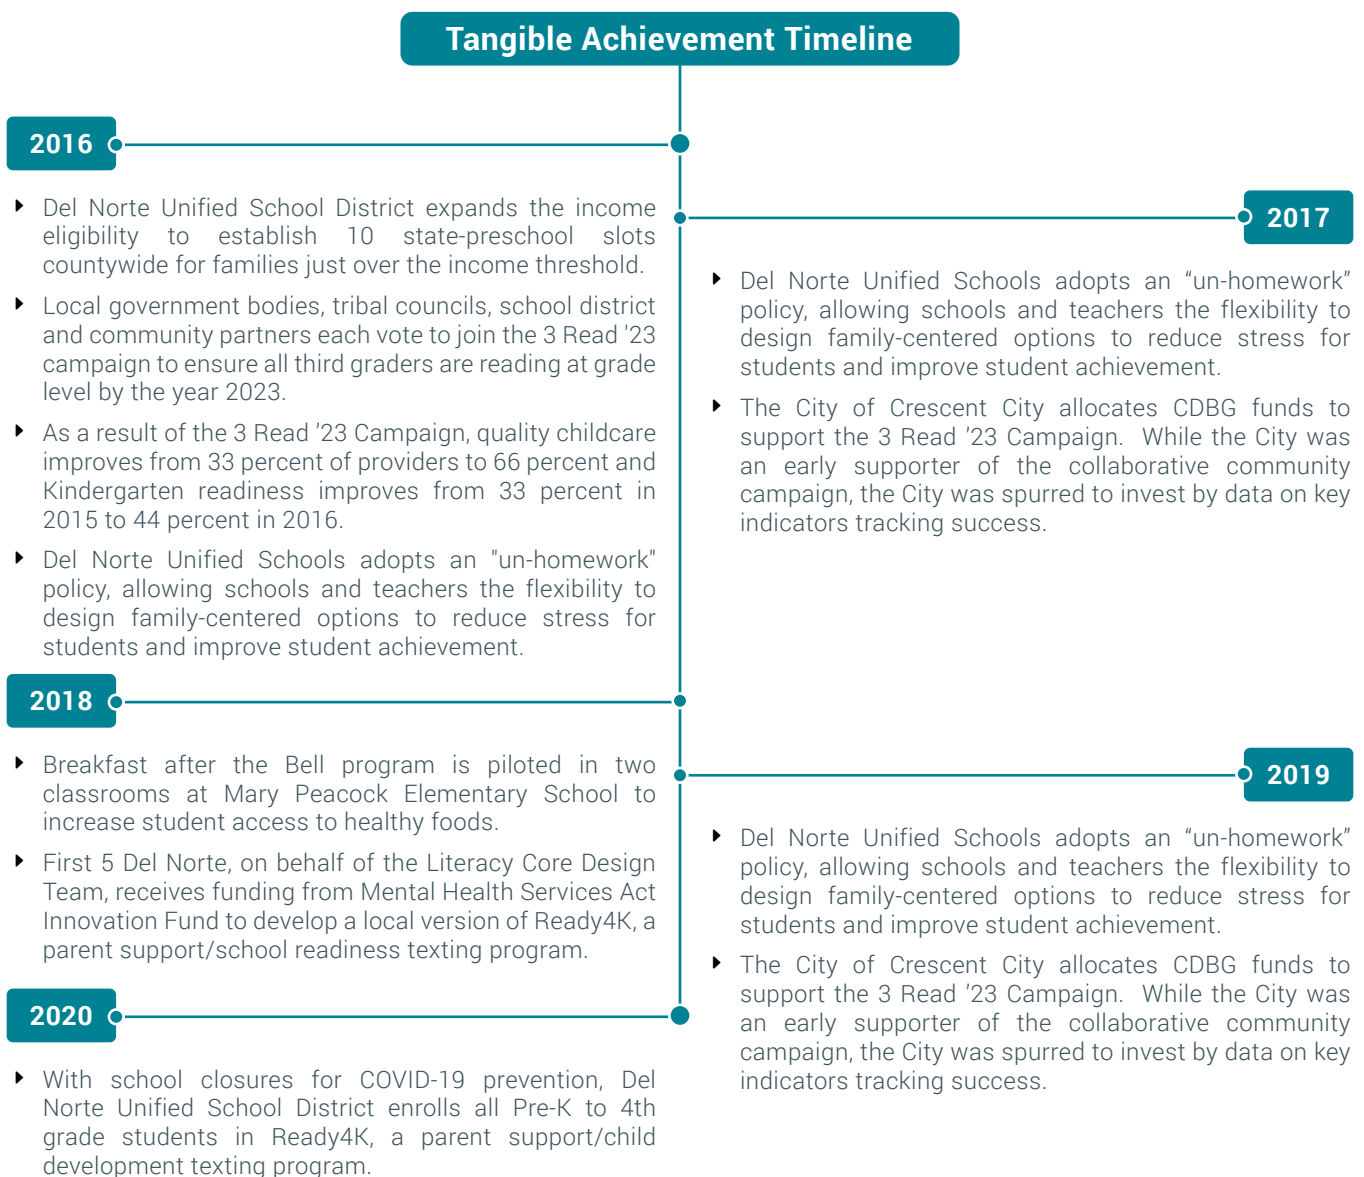 Tangible Achievement Timeline
2016
Del Norte Unified School District expands the income
eligibility to establish 10 state-preschool slots
countywide for families just over the income threshold.
Local government bodies, tribal councils, school district
and community partners each vote to join the 3 Read '23
campaign to ensure all third graders are reading at grade
level by the year 2023.
As a result of the 3 Read ’23 Campaign, quality childcare
improves from 33 percent of providers to 66 percent and
Kindergarten readiness improves from 33 percent in
2015 to 44 percent in 2016.
Del Norte Unified Schools adopts an "un-homework"
policy, allowing schools and teachers the flexibility to
design family-centered options to reduce stress for
students and improve student achievement.
2017
Del Norte Unified Schools adopts an “un-homework”
policy, allowing schools and teachers the flexibility to
design family-centered options to reduce stress for
students and improve student achievement.
The City of Crescent City allocates CDBG funds to
support the 3 Read ’23 Campaign. While the City was
an early supporter of the collaborative community
campaign, the City was spurred to invest by data on key
indicators tracking success.
2018
Breakfast after the Bell program is piloted in two
classrooms at Mary Peacock Elementary School to
increase student access to healthy foods.
First 5 Del Norte, on behalf of the Literacy Core Design
Team, receives funding from Mental Health Services Act
Innovation Fund to develop a local version of Ready4K, a
parent support/school readiness texting program.
2019
Del Norte Unified Schools adopts an “un-homework”
policy, allowing schools and teachers the flexibility to
design family-centered options to reduce stress for
students and improve student achievement.
The City of Crescent City allocates CDBG funds to
support the 3 Read ’23 Campaign. While the City was
an early supporter of the collaborative community
campaign, the City was spurred to invest by data on key
indicators tracking success.
2020
With school closures for COVID-19 prevention, Del
Norte Unified School District enrolls all Pre-K to 4th
grade students in Ready4K, a parent support/child
development texting program.